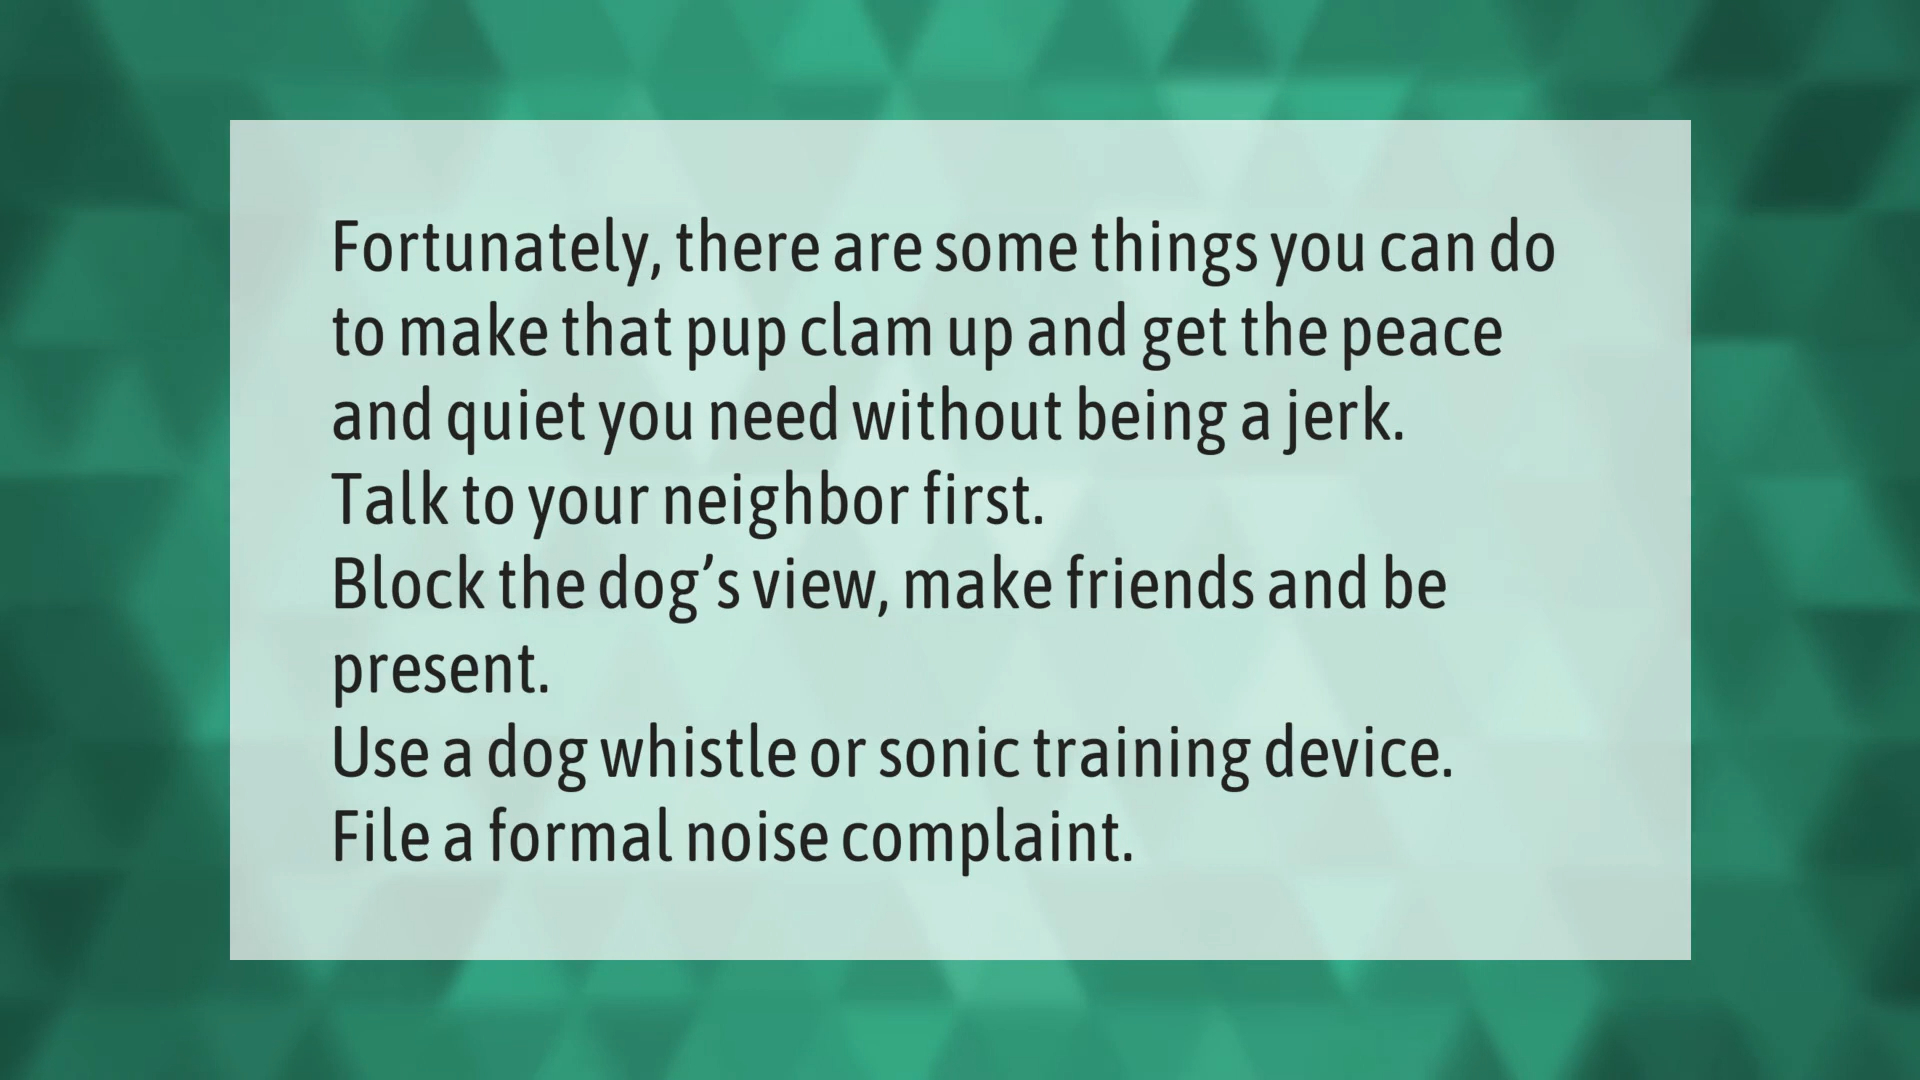 Fortunately, there are some things you can do
to make that pup clam up and get the peace
and quiet you need without being a jerk.
Talk to your neighbor first.
Block the dog’s view, make friends and be
present.
Use a dog whistle or sonic training device.
File a formal noise complaint.